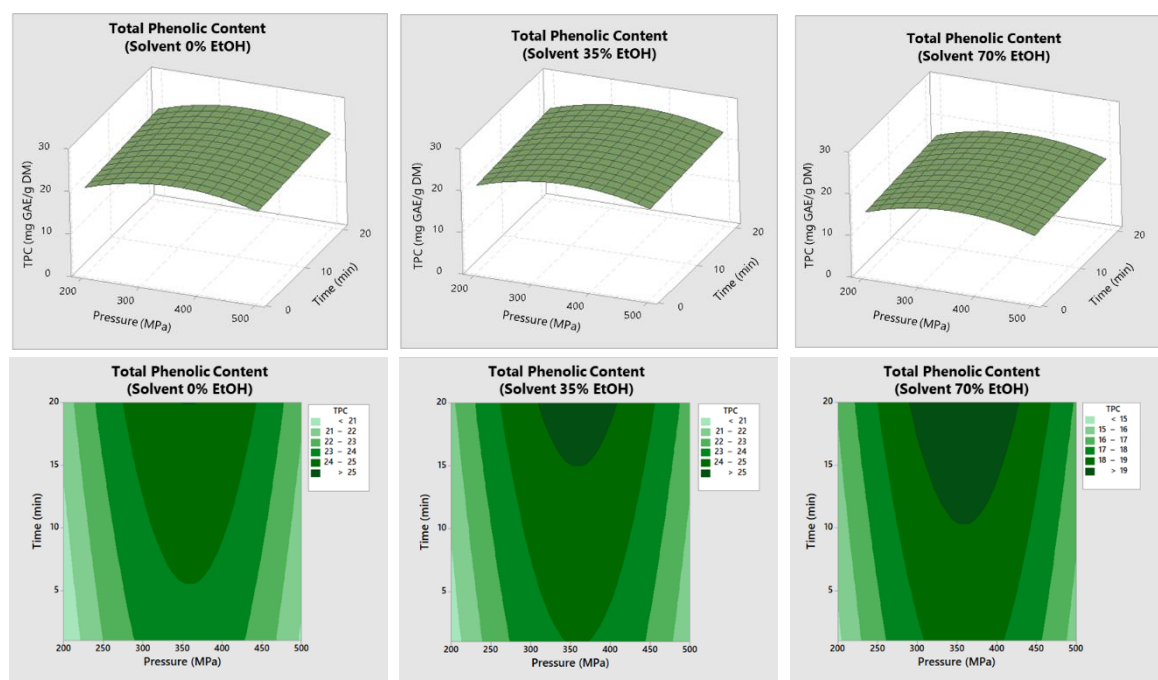 Total Phenolic Content
(Solvent 0% EtOH)
TPC (mg GAE/g DM)
30
20
10
0
200
300
400
500
Pressure (MPa)
0
10
20
Time (min)
Total Phenolic Content
(Solvent 35% EtOH)
TPC (mg GAE/g DM)
30
20
10
0
200
300
400
500
Pressure (MPa)
0
10
20
Time (min)
Total Phenolic Content
(Solvent 70% EtOH)
TPC (mg GAE/g DM)
30
20
10
0
200
300
400
500
Pressure (MPa)
0
10
20
Time (min)
Total Phenolic Content
(Solvent 0% EtOH)
Time (min)
20
15
10
5
200 250 300 350 400 450 500
Pressure (MPa)
TPC
< 21
21 – 22
22 – 23
23 – 24
24 – 25
> 25
Total Phenolic Content
(Solvent 35% EtOH)
Time (min)
20
15
10
5
200 250 300 350 400 450 500
Pressure (MPa)
TPC
< 21
21 – 22
22 – 23
23 – 24
24 – 25
> 25
Total Phenolic Content
(Solvent 70% EtOH)
Time (min)
20
15
10
5
200 250 300 350 400 450 500
Pressure (MPa)
TPC
< 15
15 – 16
16 – 17
17 – 18
18 – 19
> 19